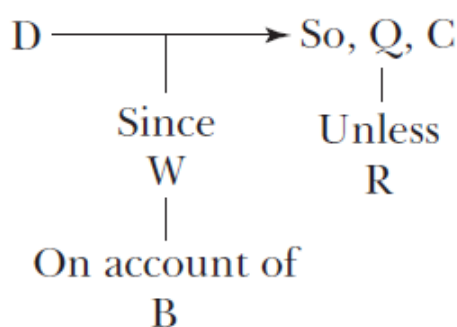 D So, Q, C
Since
W
Unless
R
On account of
B